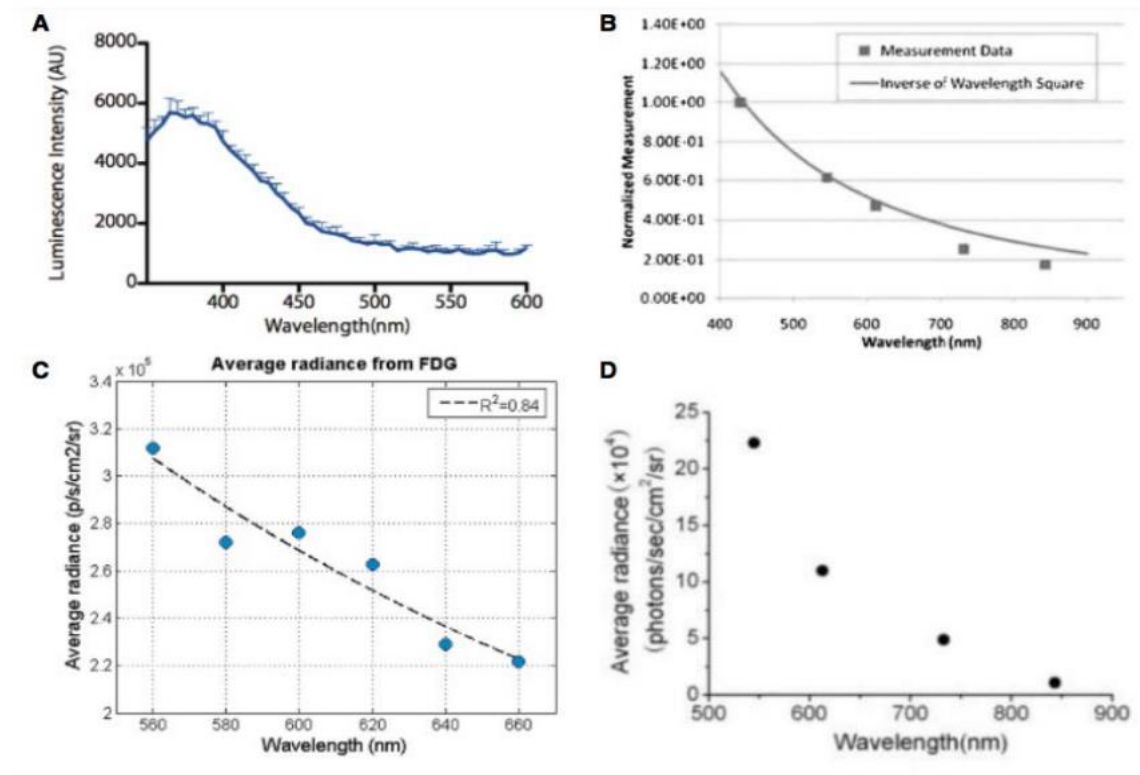 A
Luminescence Intensity (AU)
8000
6000
4000
2000
0
400 450 500 550 600
Wavelength(nm)
B
Normalized Measurement
1.40E+00
1.20E+00
1.00E+00
8.00E-01
6.00E-01
4.00E-01
2.00E-01
0.00E+00
Measurement Data
Inverse of Wavelength Square
400 500 600 700 800 900
Wavelength (nm)
C
Average radiance from FDG
x 10⁵
Average radiance (p/s/cm2/sr)
3.4
3.2
3
2.8
2.6
2.4
2.2
2
R²=0.84
560 580 600 620 640 660
Wavelength (nm)
D
Average radiance (×10⁴)
(photons/sec/cm²/sr)
25
20
15
10
5
0
500 600 700 800 900
Wavelength(nm)